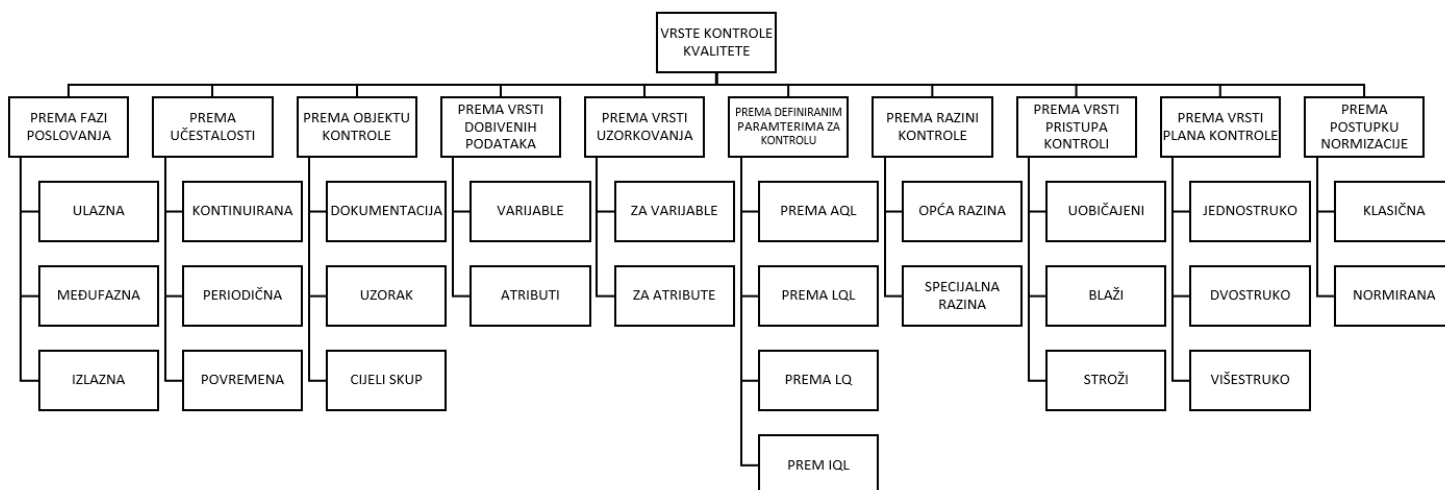 VRSTE KONTROLE
KVALITETE
PREMA FAZI
POSLOVANJA
ULAZNA
MEĐUFAZNA
IZLAZNA
PREMA
UČESTALOSTI
KONTINUIRANA
PERIODIČNA
POVREMENA
PREMA OBJEKTU
KONTROLE
DOKUMENTACIJA
UZORAK
CIJELI SKUP
PREMA VRSTI
DOBIVENIH
PODATAKA
VARIJABLE
ATRIBUTI
PREMA VRSTI
UZORKOVANJA
ZA VARIJABLE
ZA ATRIBUTE
PREMA DEFINIRANIM
PARAMTERIMA ZA
KONTROLU
PREMA AQL
PREMA LQL
PREMA LQ
PREM IQL
PREMA RAZINI
KONTROLE
OPĆA RAZINA
SPECIJALNA
RAZINA
PREMA VRSTI
PRISTUPA
KONTROLI
UOBIČAJENI
BLAŽI
STROŽI
PREMA VRSTI
PLANA KONTROLE
JEDNOSTRUKO
DVOSTRUKO
VIŠESTRUKO
PREMA
POSTUPKU
NORMIZACIJE
KLASIČNA
NORMIRANA